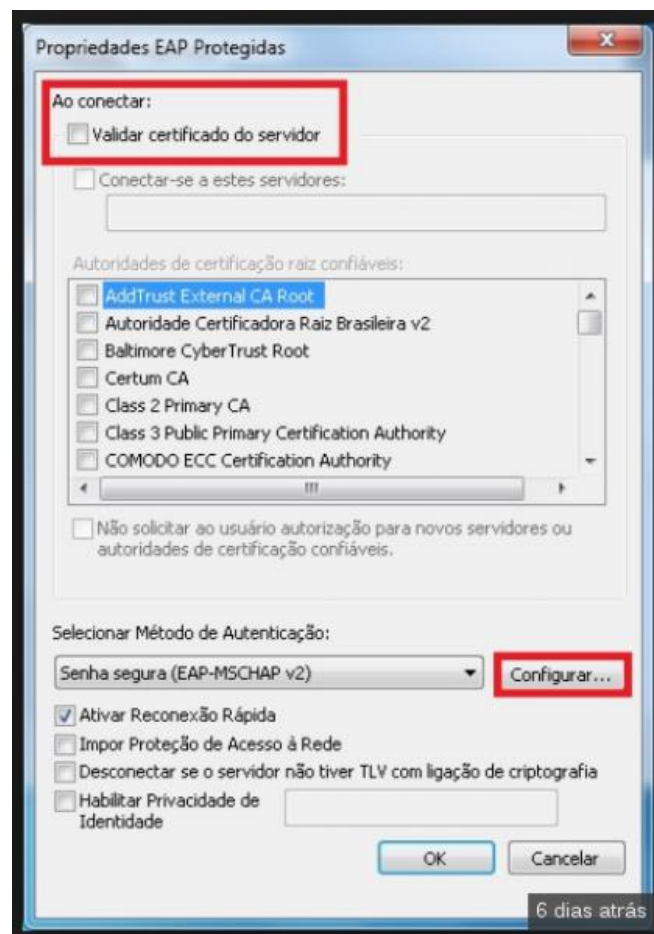 Propriedades EAP Protegidas
Ao conectar:
Validar certificado do servidor
Conectar-se a estes servidores:
Autoridades de certificação raiz confiáveis:
AddTrust External CA Root
Autoridade Certificadora Raiz Brasileira v2
Baltimore CyberTrust Root
Certum CA
Class 2 Primary CA
Class 3 Public Primary Certification Authority
COMODO ECC Certification Authority
Não solicitar ao usuário autorização para novos servidores ou
autoridades de certificação confiáveis.
Selecionar Método de Autenticação:
Senha segura (EAP-MSCHAP v2)
Configurar...
Ativar Reconexão Rápida
Impor Proteção de Acesso à Rede
Desconectar se o servidor não tiver TLV com ligação de criptografia
Habilitar Privacidade de
Identidade
OK
Cancelar
6 dias atrás